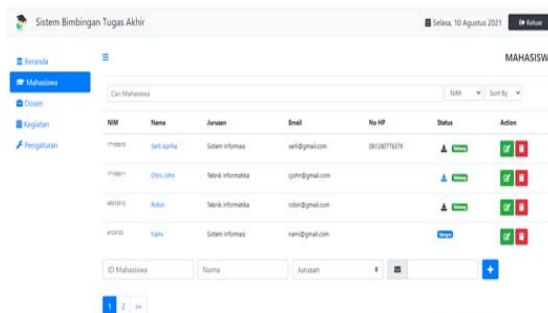 Sistem Bimbingan Tugas Akhir
Selasa, 10 Agustus 2021
Keluar
Beranda
Mahasiswa
Dosen
Kegiatan
Pengaturan
MAHASISW
Cari Mahasiswa
NIM
Sort By
NIM Nama Jurusan Email No HP Status Action
Serli Aprilia Sistem Informasi serli@gmail.com 081280776376
Chris John Teknik Informatika cjohn@gmail.com
Robin Teknik Informatika robin@gmail.com
Nami Sistem Informasi nami@gmail.com
ID Mahasiswa Nama Jurusan
1 2 »»